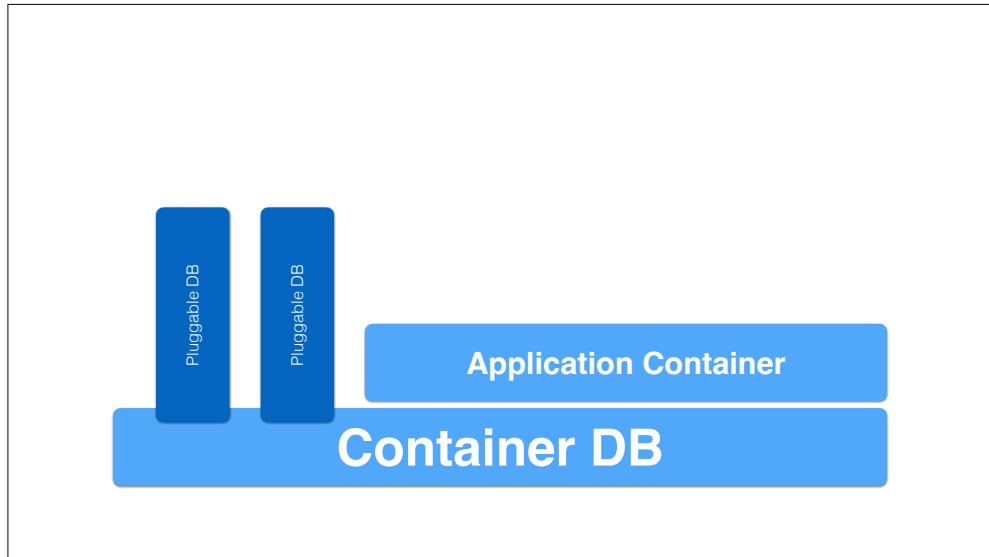 Pluggable DB
Pluggable DB
Application Container
Container DB